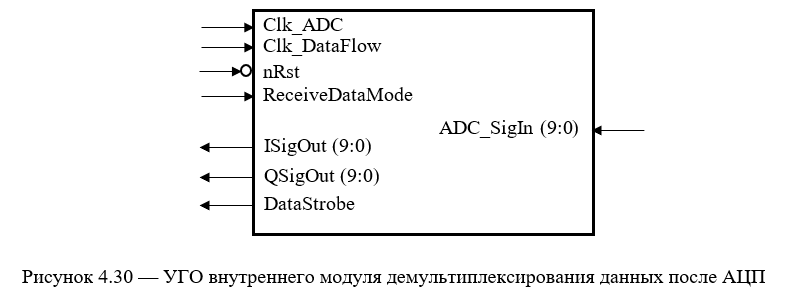 Clk_ADC
Clk_DataFlow
nRst
ReceiveDataMode
ADC_SigIn (9:0)
ISigOut (9:0)
QSigOut (9:0)
DataStrobe
Рисунок 4.30 — УГО внутреннего модуля демультиплексирования данных после АЦП